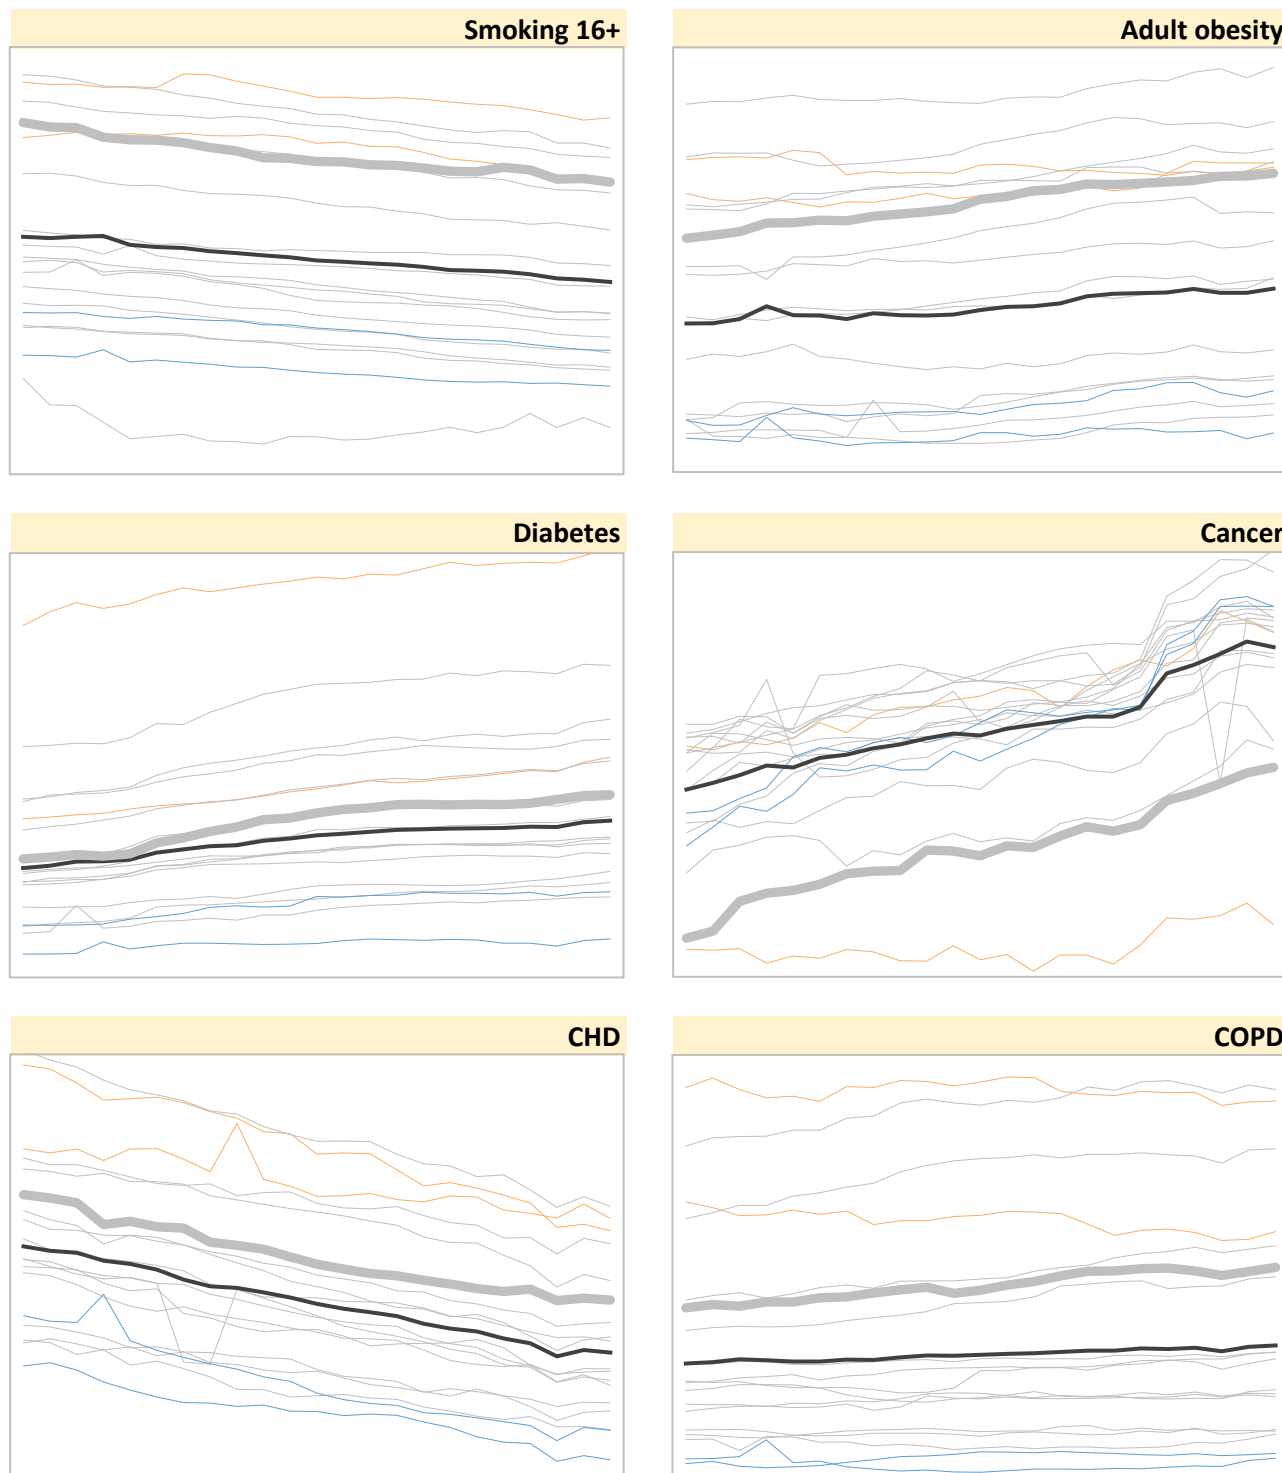 Smoking 16+
Adult obesity
Diabetes
Cancer
CHD
COPD